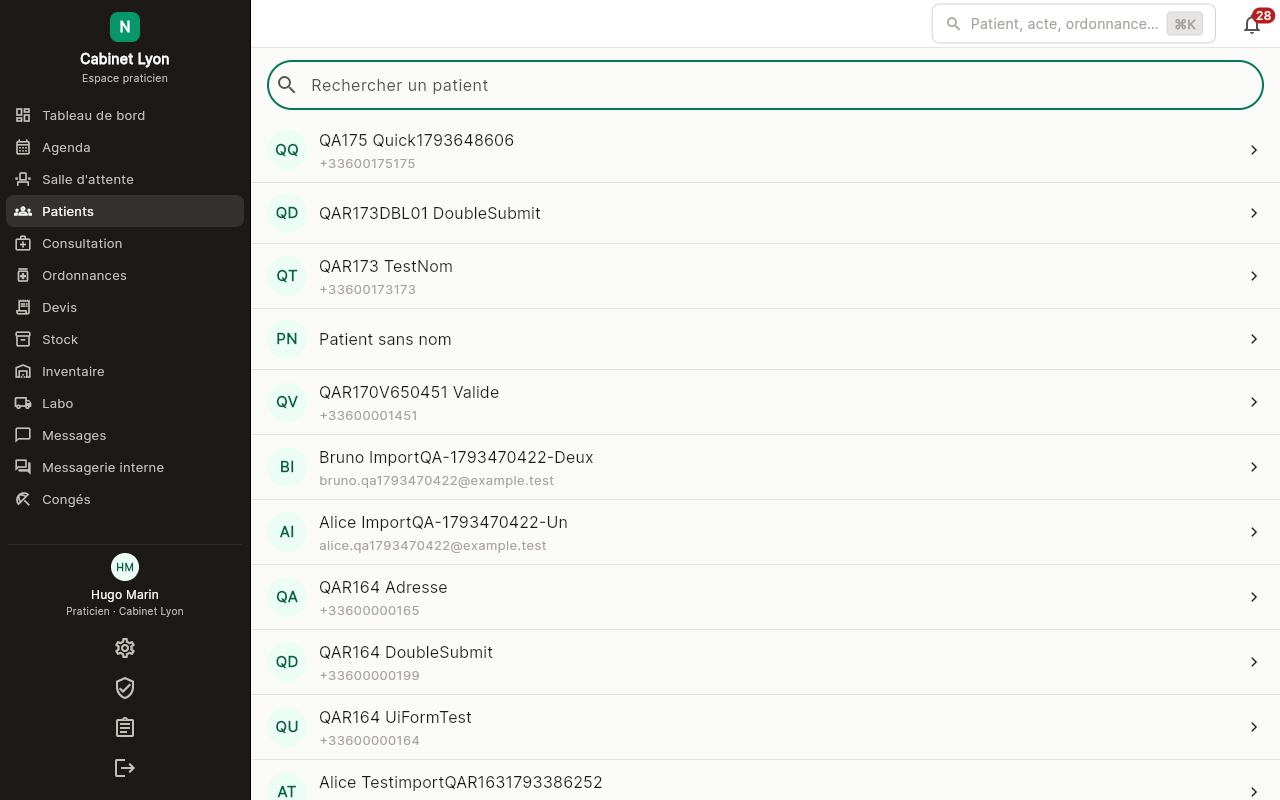 N
Cabinet Lyon
Espace praticien
Tableau de bord
Agenda
Salle d'attente
Patients
Consultation
Ordonnances
Devis
Stock
Inventaire
Labo
Messages
Messagerie interne
Congés
HM
Hugo Marin
Praticien · Cabinet Lyon
Patient, acte, ordonnance... ⌘K
28
Rechercher un patient
QQ
QA175 Quick1793648606
+33600175175
QD
QAR173DBL01 DoubleSubmit
QT
QAR173 TestNom
+33600173173
PN
Patient sans nom
QV
QAR170V650451 Valide
+33600001451
BI
Bruno ImportQA-1793470422-Deux
bruno.qa1793470422@example.test
AI
Alice ImportQA-1793470422-Un
alice.qa1793470422@example.test
QA
QAR164 Adresse
+33600000165
QD
QAR164 DoubleSubmit
+33600000199
QU
QAR164 UiFormTest
+33600000164
AT
Alice TestimportQAR1631793386252